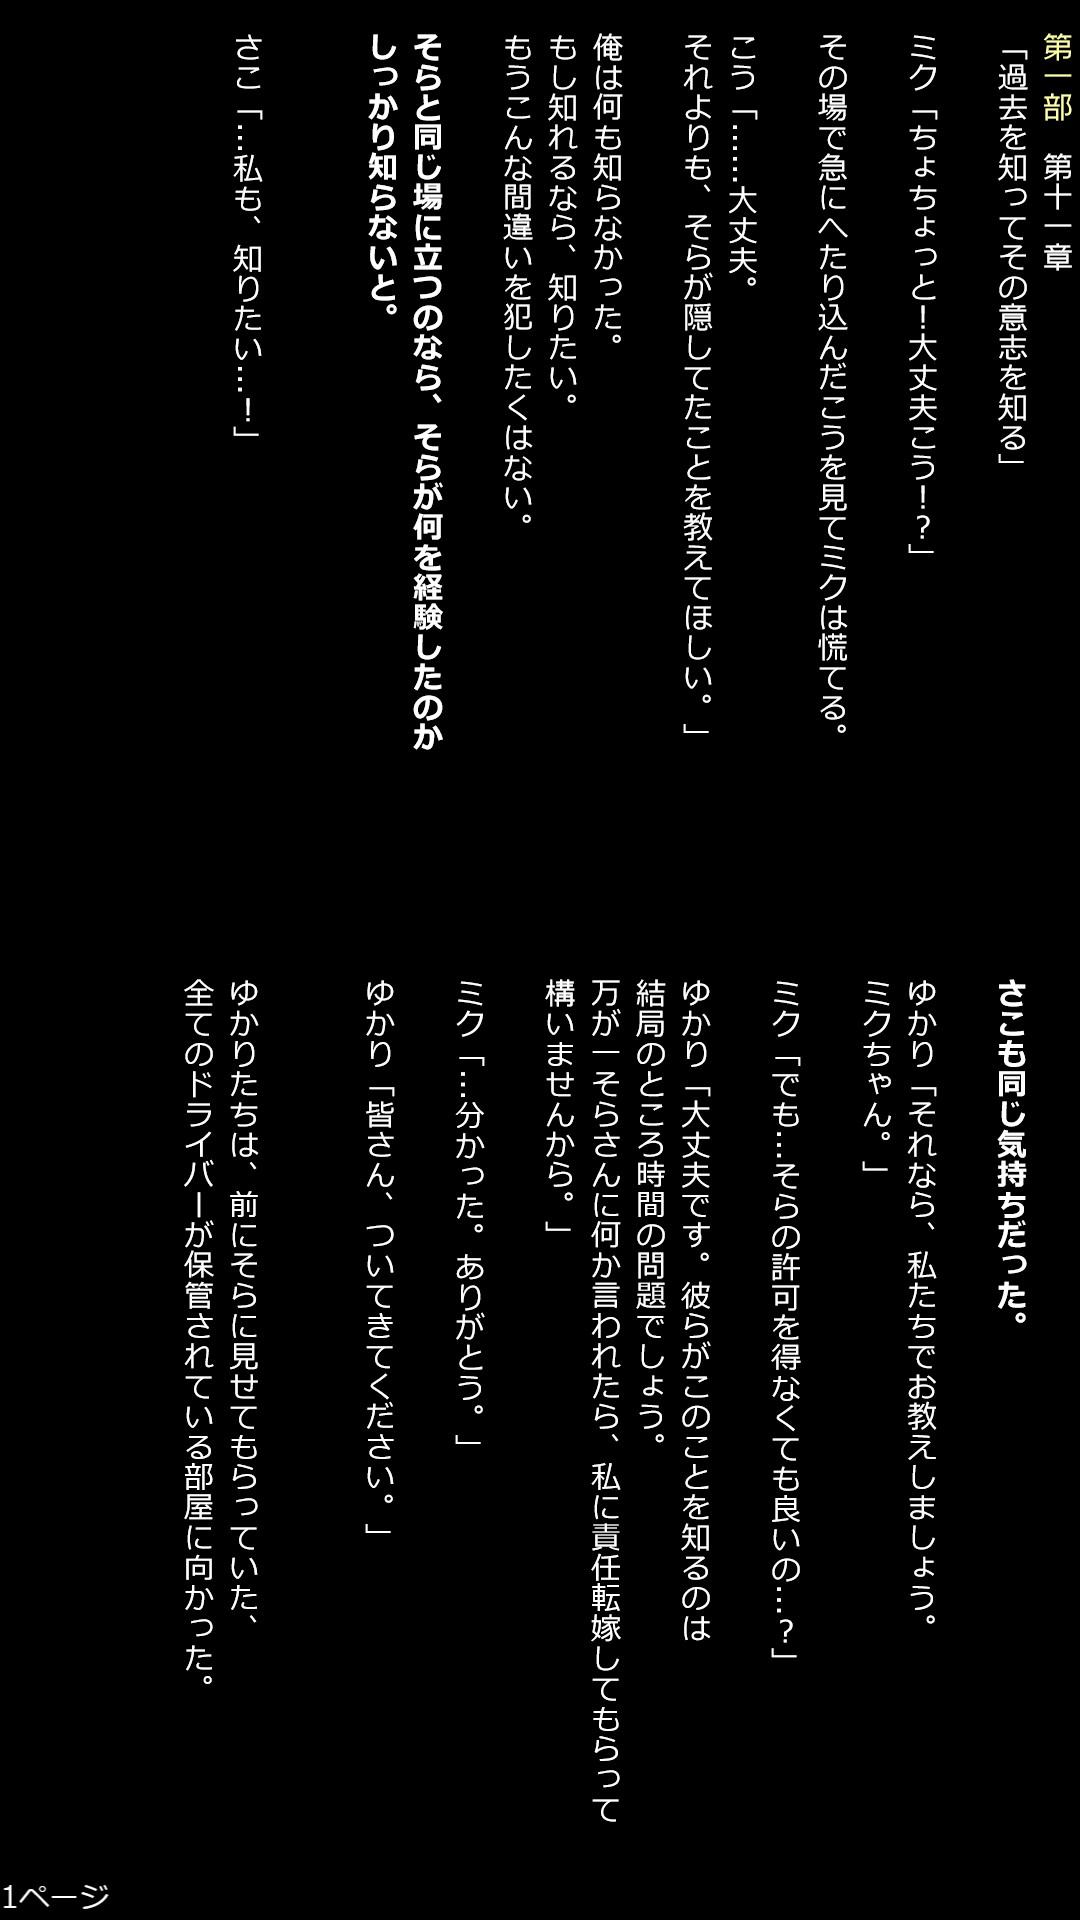 第一部　第十一章
「過去を知ってその意志を知る」
ミク「ちょちょっと！大丈夫こう！？」
その場で急にへたり込んだこうを見てミクは慌てる。
こう「……大丈夫。
それよりも、そらが隠してたことを教えてほしい。」
俺は何も知らなかった。
もし知れるなら、知りたい。
もうこんな間違いを犯したくはない。
そらと同じ場に立つのなら、そらが何を経験したのか
しっかり知らないと。
さこ「…私も、知りたい…！」
さこも同じ気持ちだった。
ゆかり「それなら、私たちでお教えしましょう。
ミクちゃん。」
ミク「でも…そらの許可を得なくても良いの…？」
ゆかり「大丈夫です。彼らがこのことを知るのは
結局のところ時間の問題でしょう。
万が一そらさんに何か言われたら、私に責任転嫁してもらって
構いませんから。」
ミク「…分かった。ありがとう。」
ゆかり「皆さん、ついてきてください。」
ゆかりたちは、前にそらに見せてもらっていた、
全てのドライバーが保管されている部屋に向かった。
1ページ